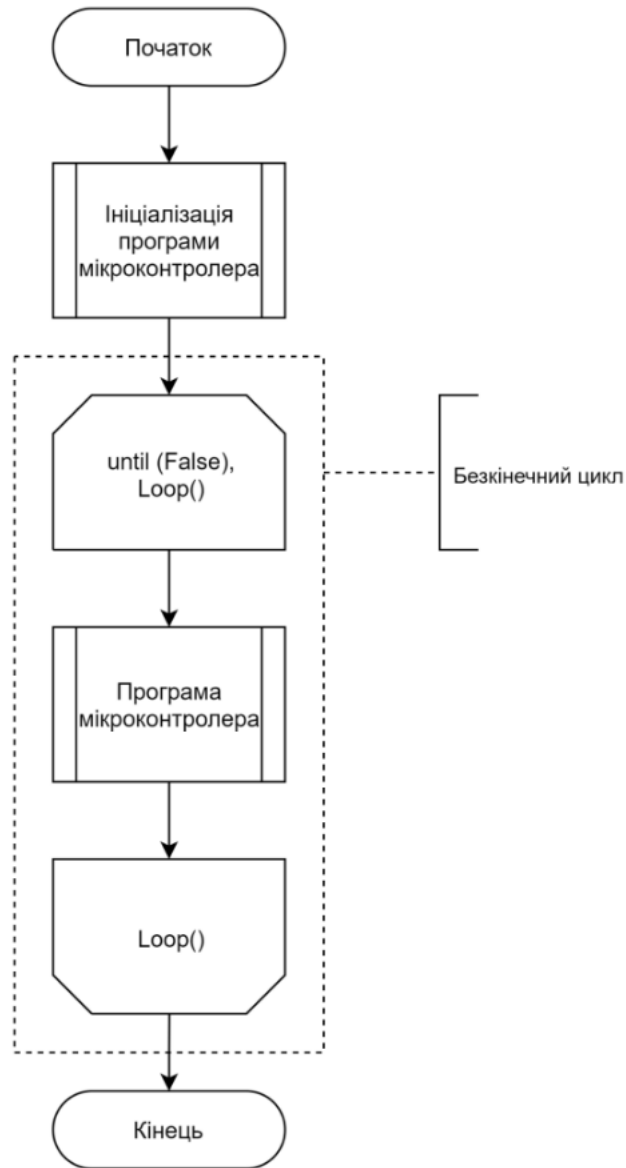 Початок
Ініціалізація
програми
мікроконтролера
until (False),
Loop()
Безкінечний цикл
Програма
мікроконтролера
Loop()
Кінець